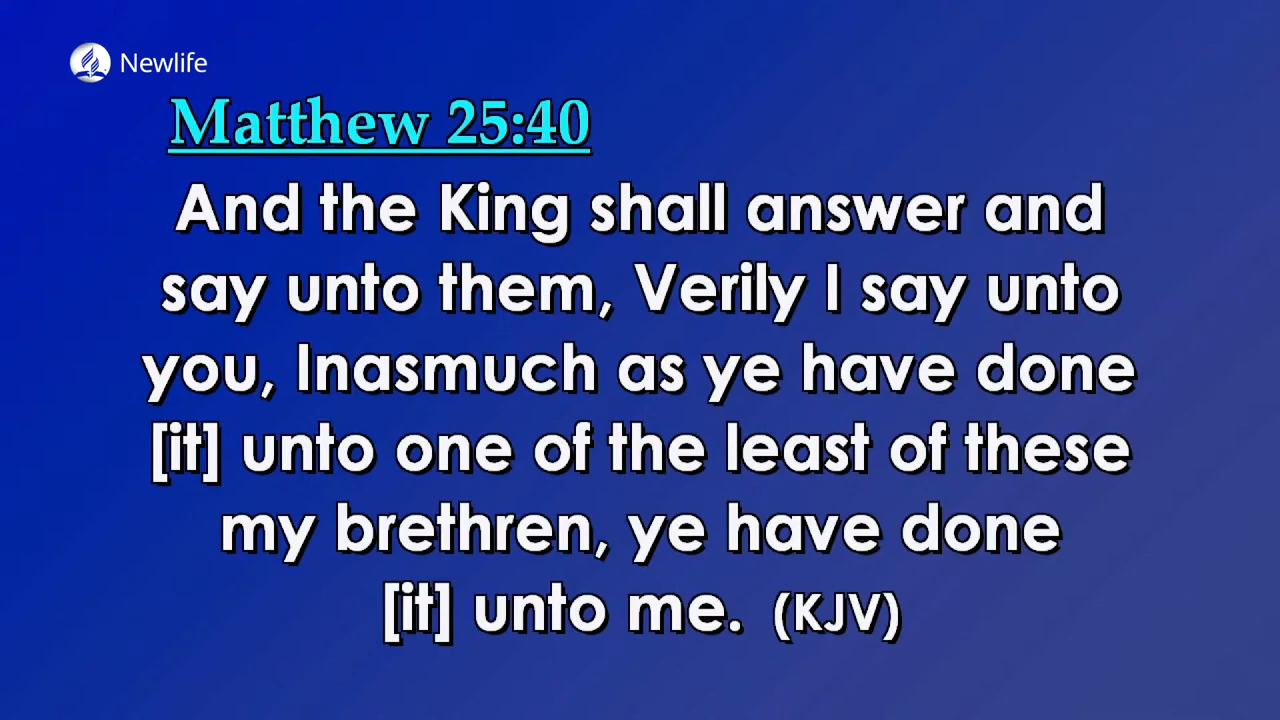 Newlife
Matthew 25:40
And the King shall answer and
say unto them, Verily I say unto
you, Inasmuch as ye have done
[it] unto one of the least of these
my brethren, ye have done
[it] unto me. (KJV)